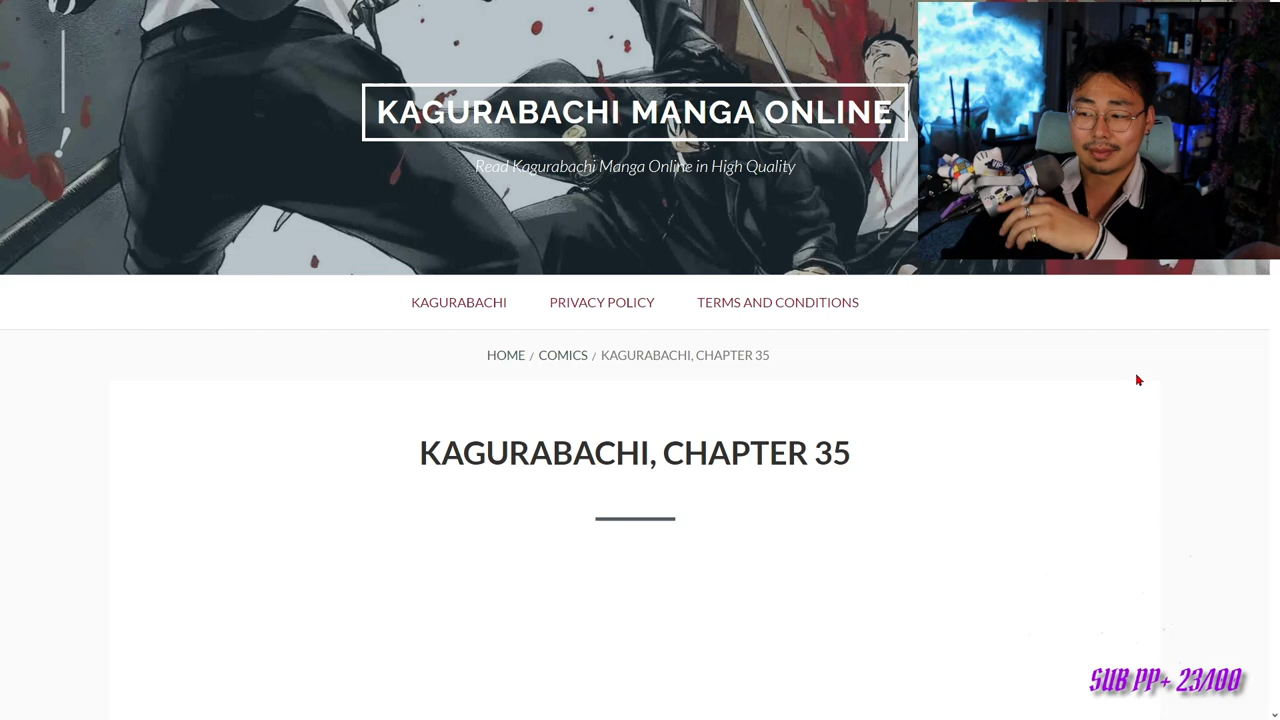 KAGURABACHI MANGA ONLINE
Read Kagurabachi Manga Online in High Quality
KAGURABACHI PRIVACY POLICY TERMS AND CONDITIONS
HOME / COMICS / KAGURABACHI, CHAPTER 35
KAGURABACHI, CHAPTER 35
SUB PP+ 23/100